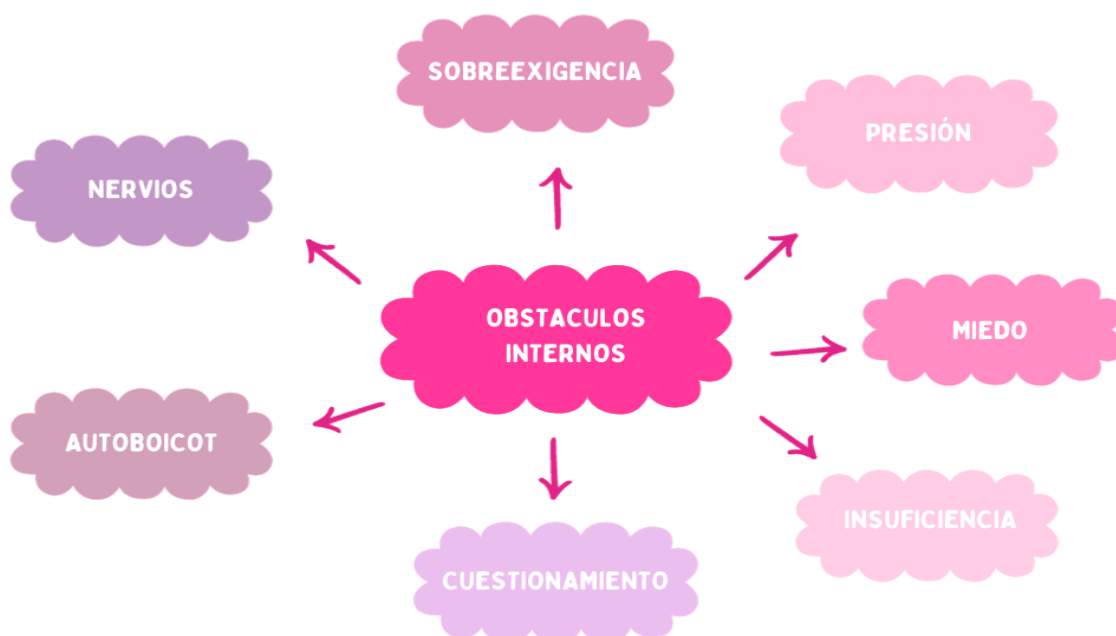 SOBREEXIGENCIA
PRESIÓN
NERVIOS
OBSTACULOS
INTERNOS
MIEDO
AUTOBOICOT
INSUFICIENCIA
CUESTIONAMIENTO